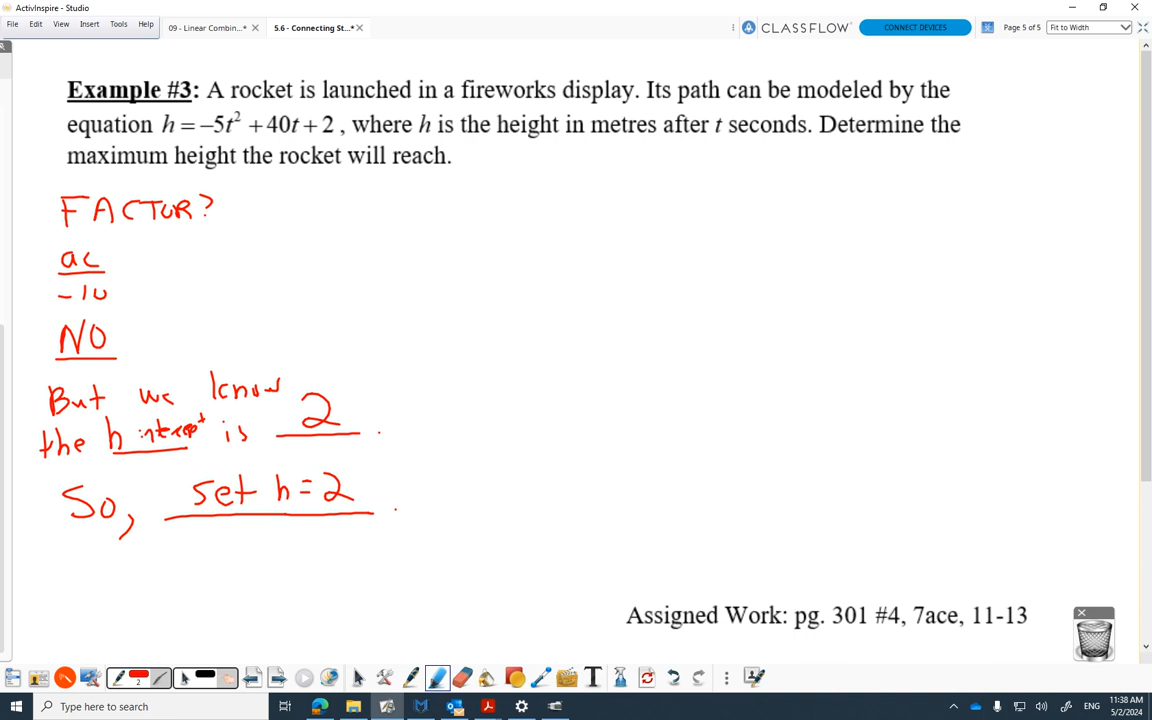 ActivInspire - Studio
File Edit View Insert Tools Help
09 - Linear Combin...* 5.6 - Connecting St...*
CLASSFLOW CONNECT DEVICES Page 5 of 5 Fit to Width
Example #3: A rocket is launched in a fireworks display. Its path can be modeled by the
equation h = –5t² + 40t + 2 , where h is the height in metres after t seconds. Determine the
maximum height the rocket will reach.
FACTOR?
ac
-10
NO
But we know
the h intercept is 2 .
So, set h = 2 .
Assigned Work: pg. 301 #4, 7ace, 11-13
2
T
Type here to search
ENG
11:38 AM
5/2/2024